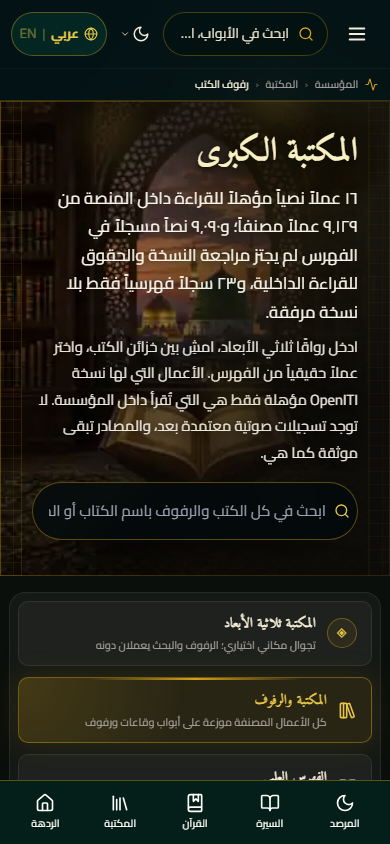 ابحث في الأبواب، ا...
عربي | EN
المؤسسة › المكتبة › رفوف الكتب
المكتبة الكبرى
١٦ عملاً نصياً مؤهلاً للقراءة داخل المنصة من
٩٬١٢٩ عملاً مصنفاً؛ و٩٬٠٩٠ نصاً مسجلاً في
الفهرس لم يجتز مراجعة النسخة والحقوق
للقراءة الداخلية، و٢٣ سجلاً فهرسياً فقط بلا
نسخة مرفقة.
ادخل رواقًا ثلاثي الأبعاد، امشِ بين خزائن الكتب، واختر
عملاً حقيقياً من الفهرس. الأعمال التي لها نسخة
OpenITI مؤهلة فقط هي التي تُقرأ داخل المؤسسة. لا
توجد تسجيلات صوتية معتمدة بعد، والمصادر تبقى
موثقة كما هي.
ابحث في كل الكتب والرفوف باسم الكتاب أو
المكتبة ثلاثية الأبعاد
تجوال مكاني اختياري؛ الرفوف والبحث يعملان دونه
المكتبة والرفوف
كل الأعمال المصنفة موزعة على أبواب وقاعات ورفوف
المرصد
السيرة
القرآن
المكتبة
الردهة